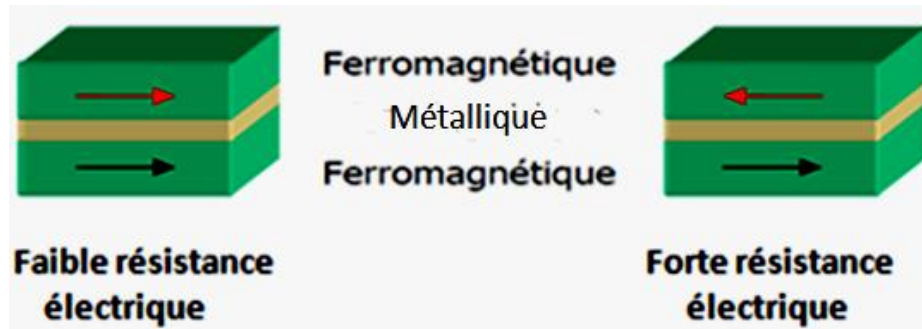 Ferromagnétique
Métallique
Ferromagnétique
Faible résistance
électrique
Forte résistance
électrique